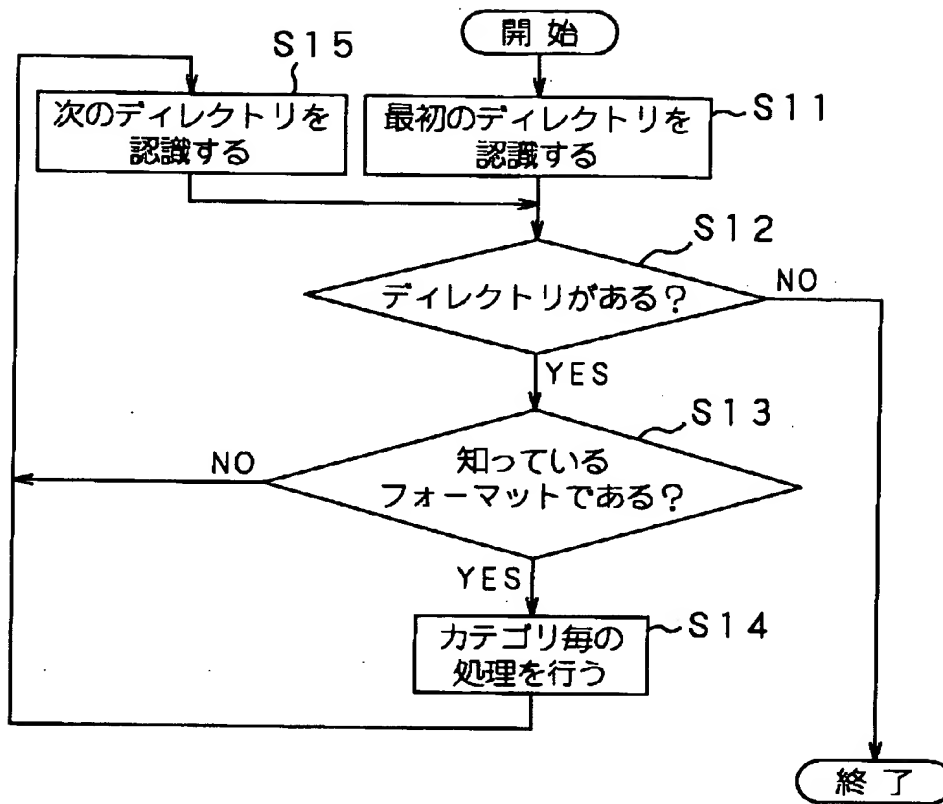 開始
S15
次のディレクトリを
認識する
最初のディレクトリを
認識する
S11
S12
ディレクトリがある?
NO
YES
S13
知っている
フォーマットである?
NO
YES
S14
カテゴリ毎の
処理を行う
終了